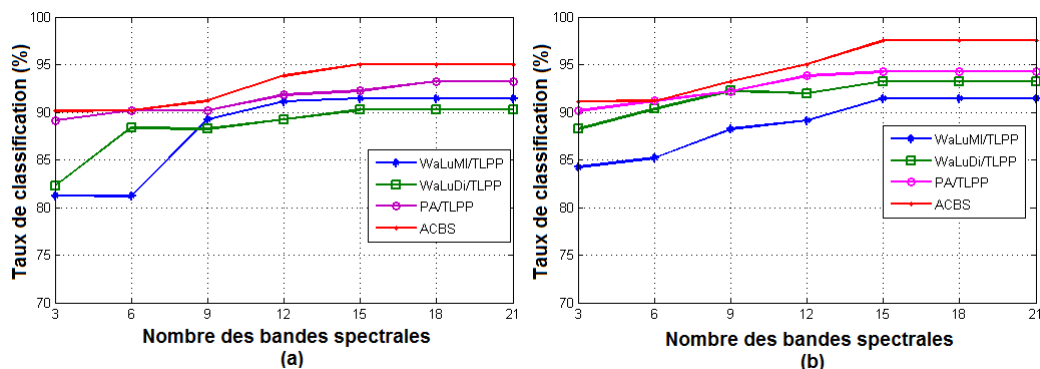 Taux de classification (%)
100
95
90
85
80
75
70
3 6 9 12 15 18 21
WaLuMI/TLPP
WaLuDi/TLPP
PA/TLPP
ACBS
Nombre des bandes spectrales
(a)
Taux de classification (%)
100
95
90
85
80
75
70
3 6 9 12 15 18 21
WaLuMI/TLPP
WaLuDi/TLPP
PA/TLPP
ACBS
Nombre des bandes spectrales
(b)